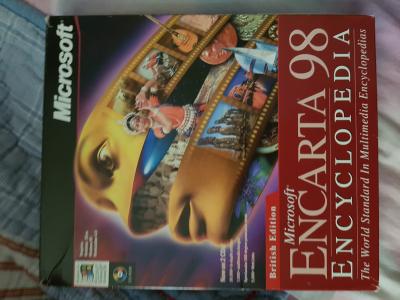 Microsoft
British Edition
Microsoft
ENCARTA 98
ENCYCLOPEDIA
The World Standard In Multimedia Encyclopedias